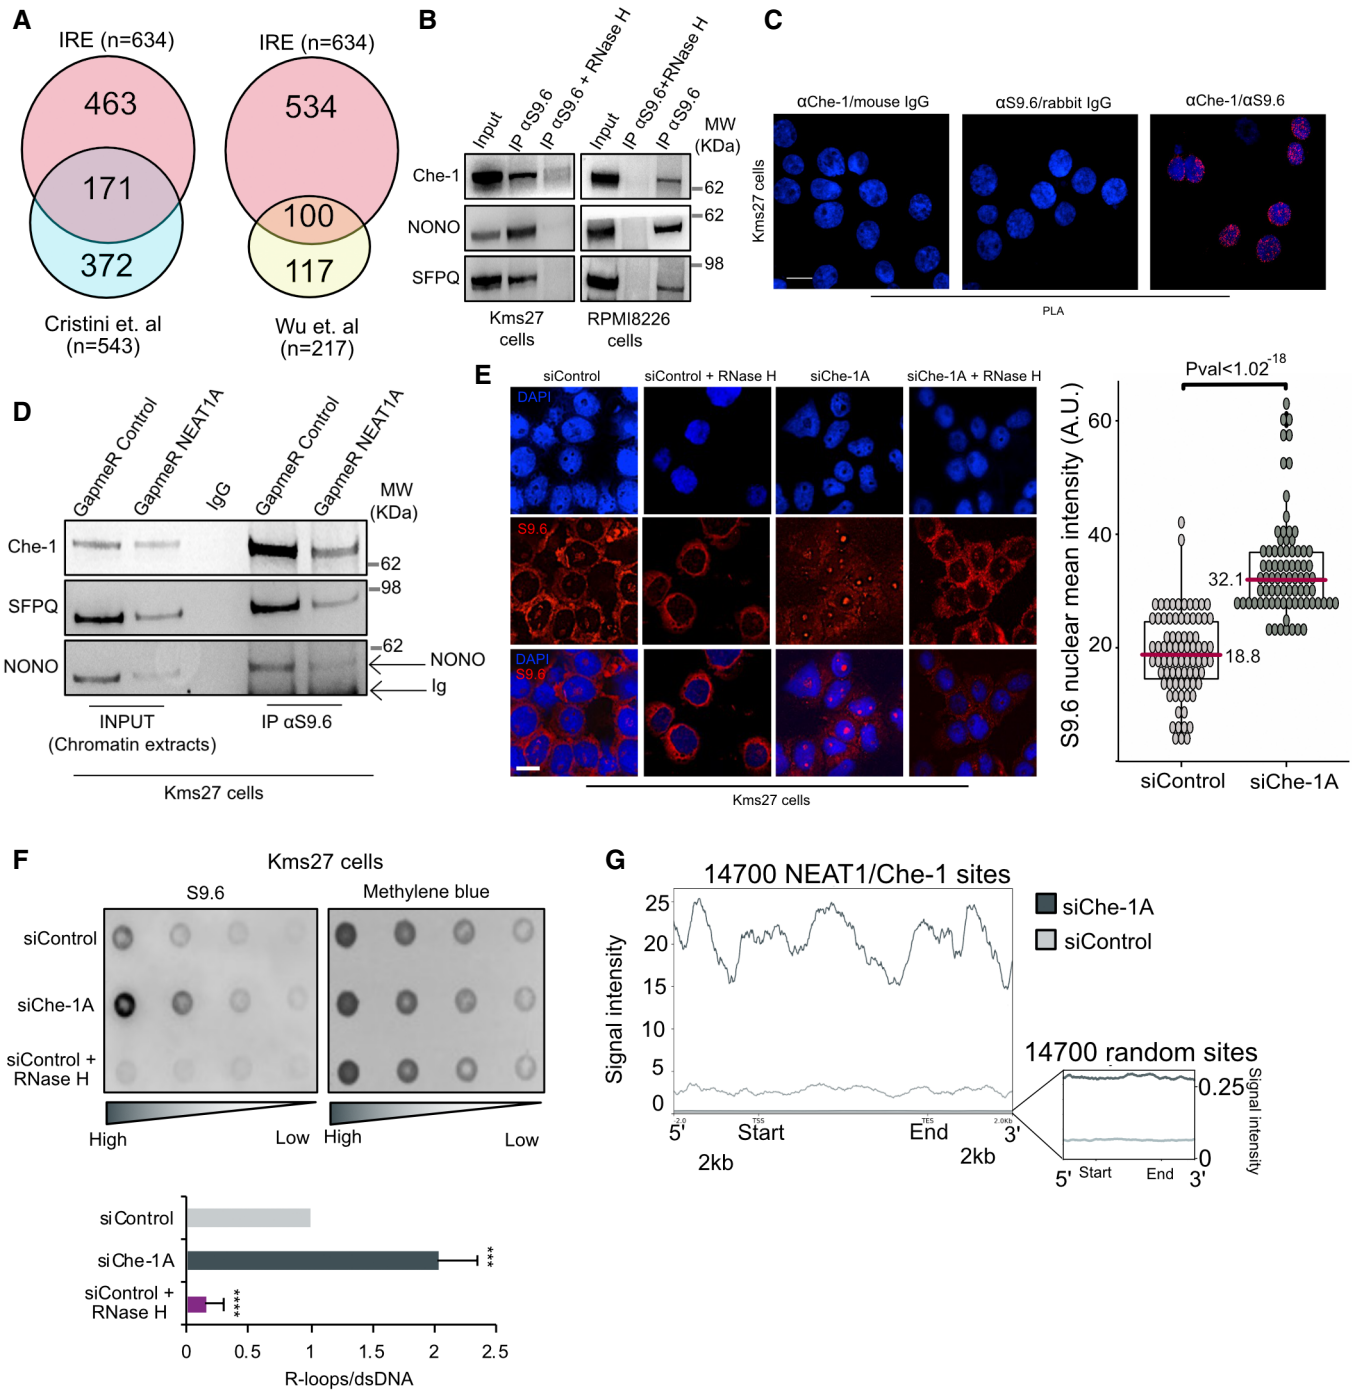 A
IRE (n=634)
IRE (n=634)
463
534
171
100
372
117
Cristini et. al
(n=543)
Wu et. al
(n=217)
B
Input
IP αS9.6
IP αS9.6 + RNase H
Input
IP αS9.6+RNase H
IP αS9.6
MW
(KDa)
Che-1
62
NONO
62
SFPQ
98
Kms27
cells
RPMI8226
cells
C
αChe-1/mouse IgG
αS9.6/rabbit IgG
αChe-1/αS9.6
Kms27 cells
PLA
D
GapmeR Control
GapmeR NEAT1A
IgG
GapmeR Control
GapmeR NEAT1A
MW
(KDa)
Che-1
62
SFPQ
98
NONO
62
NONO
Ig
INPUT
(Chromatin extracts)
IP αS9.6
Kms27 cells
E
siControl
siControl + RNase H
siChe-1A
siChe-1A + RNase H
DAPI
S9.6
DAPI
S9.6
Kms27 cells
Pval<1.02-18
S9.6 nuclear mean intensity (A.U.)
60
40
20
32.1
18.8
siControl
siChe-1A
F
Kms27 cells
S9.6
Methylene blue
siControl
siChe-1A
siControl +
RNase H
High
Low
High
Low
siControl
siChe-1A
***
siControl +
RNase H
****
0
0.5
1
1.5
2
2.5
R-loops/dsDNA
G
14700 NEAT1/Che-1 sites
siChe-1A
siControl
Signal intensity
25
20
15
10
5
0
-2.0
TSS
TES
2.0Kb
5'
Start
End
3'
2kb
2kb
14700 random sites
0.25
0
Signal intensity
5'
Start
End
3'